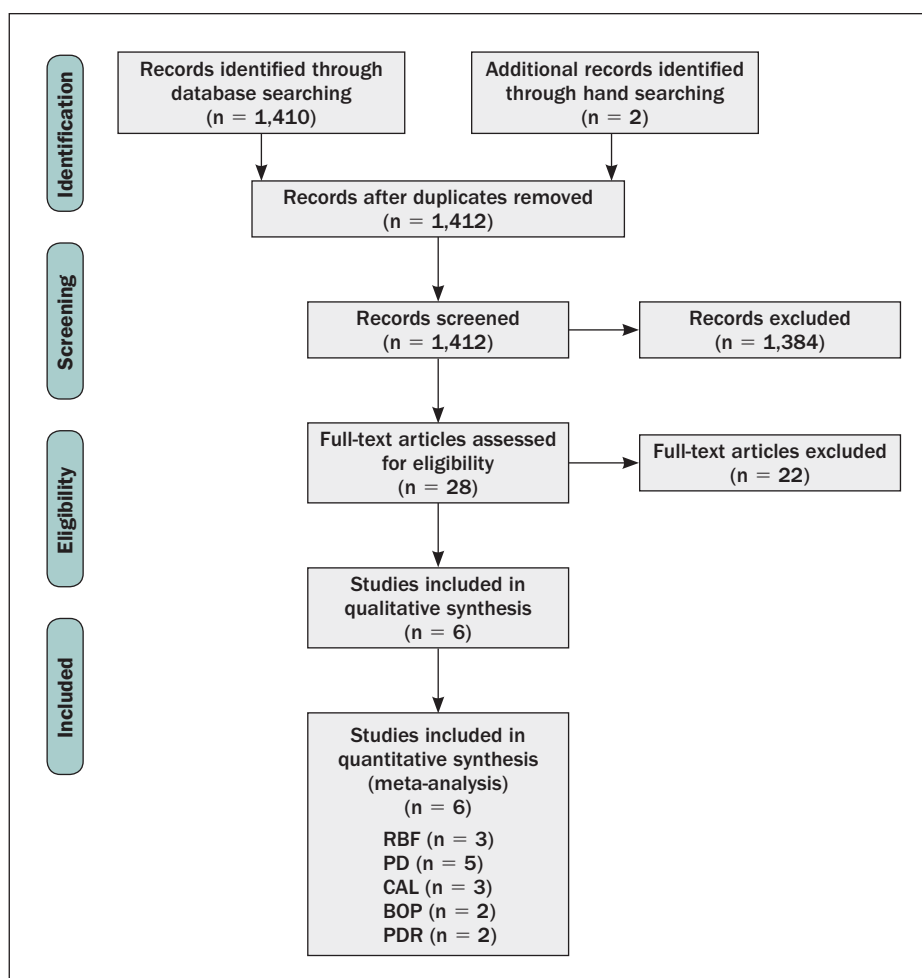 Identification
Records identified through
database searching
(n = 1,410)
Additional records identified
through hand searching
(n = 2)
Records after duplicates removed
(n = 1,412)
Screening
Records screened
(n = 1,412)
Records excluded
(n = 1,384)
Eligibility
Full-text articles assessed
for eligibility
(n = 28)
Full-text articles excluded
(n = 22)
Studies included in
qualitative synthesis
(n = 6)
Included
Studies included in
quantitative synthesis
(meta-analysis)
(n = 6)
RBF (n = 3)
PD (n = 5)
CAL (n = 3)
BOP (n = 2)
PDR (n = 2)